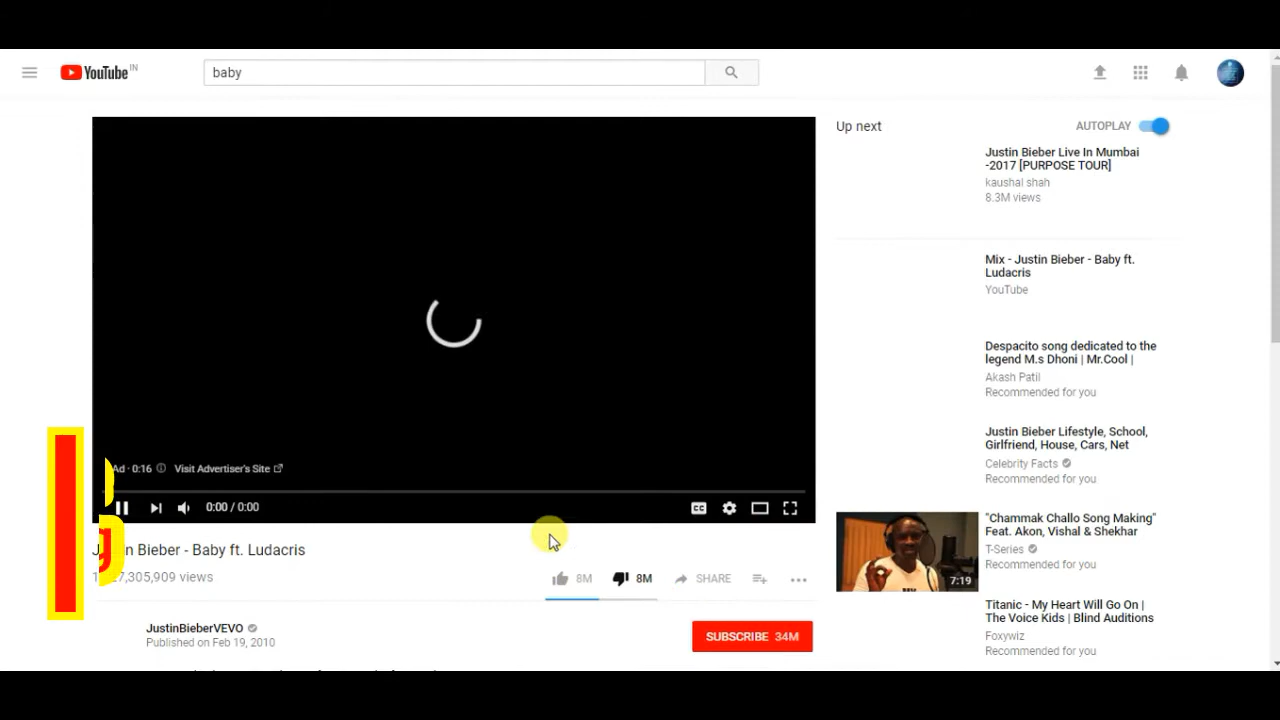 YouTube IN
baby
Up next
AUTOPLAY
Justin Bieber Live In Mumbai
-2017 [PURPOSE TOUR]
kaushal shah
8.3M views
Mix - Justin Bieber - Baby ft.
Ludacris
YouTube
Despacito song dedicated to the
legend M.s Dhoni | Mr.Cool |
Akash Patil
Recommended for you
Justin Bieber Lifestyle, School,
Girlfriend, House, Cars, Net
Celebrity Facts
Recommended for you
"Chammak Challo Song Making"
Feat. Akon, Vishal & Shekhar
T-Series
Recommended for you
7:19
Titanic - My Heart Will Go On |
The Voice Kids | Blind Auditions
Foxywiz
Recommended for you
Ad · 0:16 Visit Advertiser's Site
0:00 / 0:00
CC
Bieber - Baby ft. Ludacris
views
8M 8M SHARE
JustinBieberVEVO
Published on Feb 19, 2010
SUBSCRIBE 34M